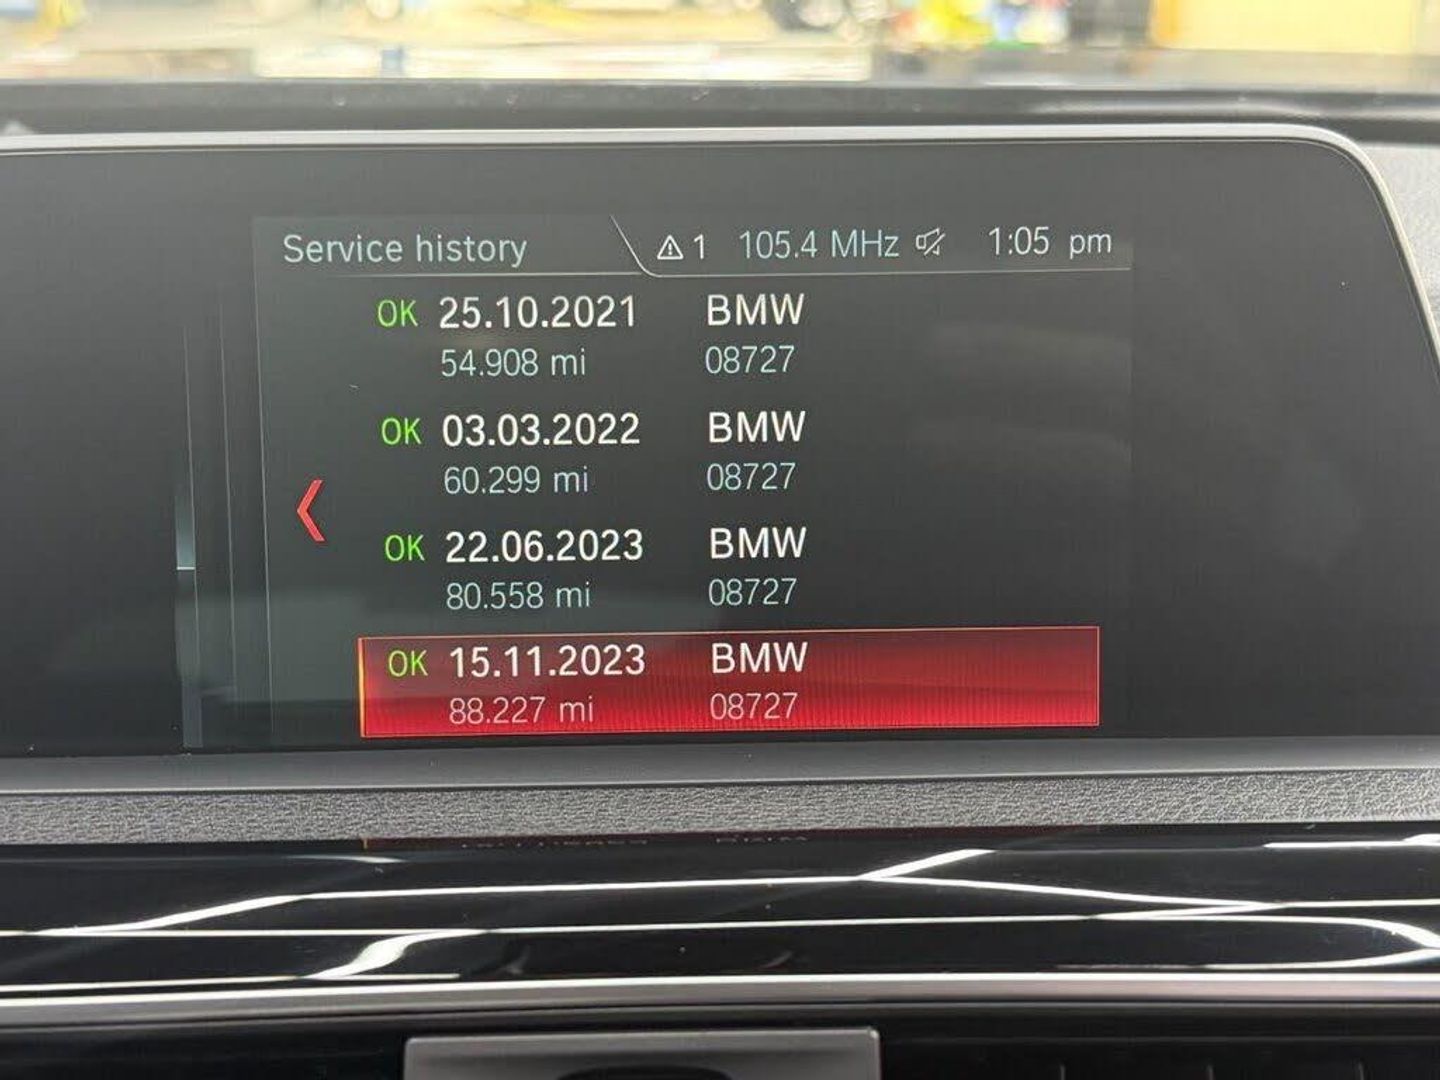 Service history ⚠ 1 105.4 MHz 1:05 pm
OK 25.10.2021 BMW
54.908 mi 08727
OK 03.03.2022 BMW
60.299 mi 08727
OK 22.06.2023 BMW
80.558 mi 08727
OK 15.11.2023 BMW
88.227 mi 08727